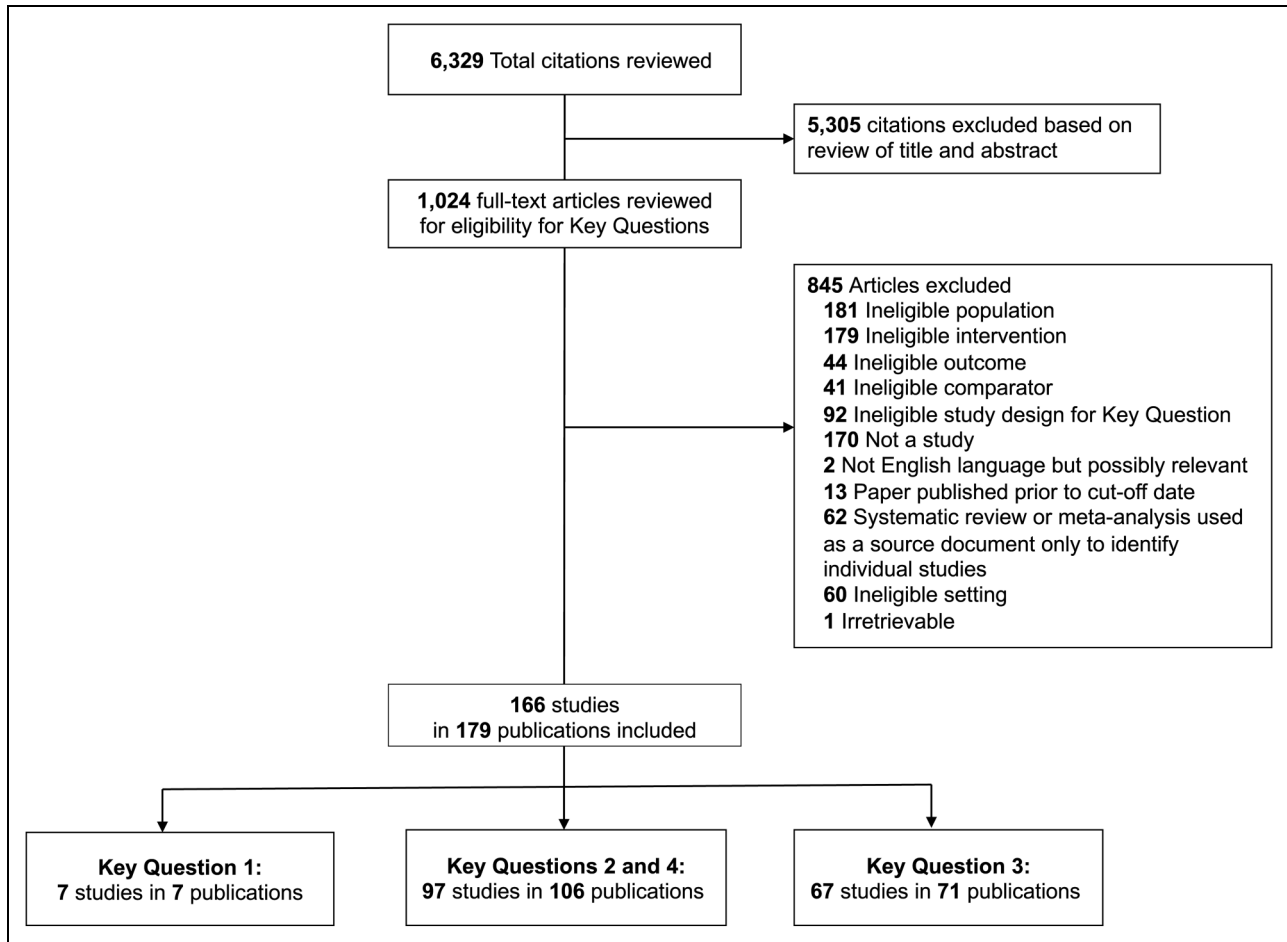 6,329 Total citations reviewed
5,305 citations excluded based on
review of title and abstract
1,024 full-text articles reviewed
for eligibility for Key Questions
845 Articles excluded
181 Ineligible population
179 Ineligible intervention
44 Ineligible outcome
41 Ineligible comparator
92 Ineligible study design for Key Question
170 Not a study
2 Not English language but possibly relevant
13 Paper published prior to cut-off date
62 Systematic review or meta-analysis used
as a source document only to identify
individual studies
60 Ineligible setting
1 Irretrievable
166 studies
in 179 publications included
Key Question 1:
7 studies in 7 publications
Key Questions 2 and 4:
97 studies in 106 publications
Key Question 3:
67 studies in 71 publications